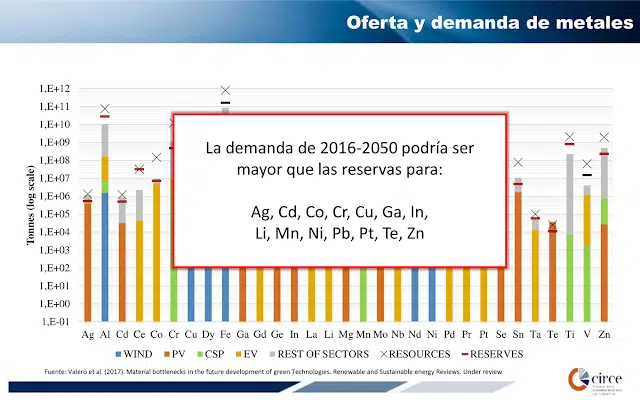 Oferta y demanda de metales
1,E+12
1,E+11
1,E+10
1,E+09
1,E+08
1,E+07
1,E+06
1,E+05
1,E+04
1,E+03
1,E+02
1,E+01
1,E+00
1,E-01
Tonnes (log scale)
La demanda de 2016-2050 podría ser
mayor que las reservas para:
Ag, Cd, Co, Cr, Cu, Ga, In,
Li, Mn, Ni, Pb, Pt, Te, Zn
Ag Al Cd Ce Co Cr Cu Dy Fe Ga Gd Ge In La Li Mg Mn Mo Nb Nd Ni Pd Pr Pt Se Sn Ta Te Ti V Zn
WIND PV CSP EV REST OF SECTORS RESOURCES RESERVES
Fuente: Valero et al. (2017). Material bottlenecks in the future development of green Technologies. Renewable and Sustainable energy Reviews. Under review
circe